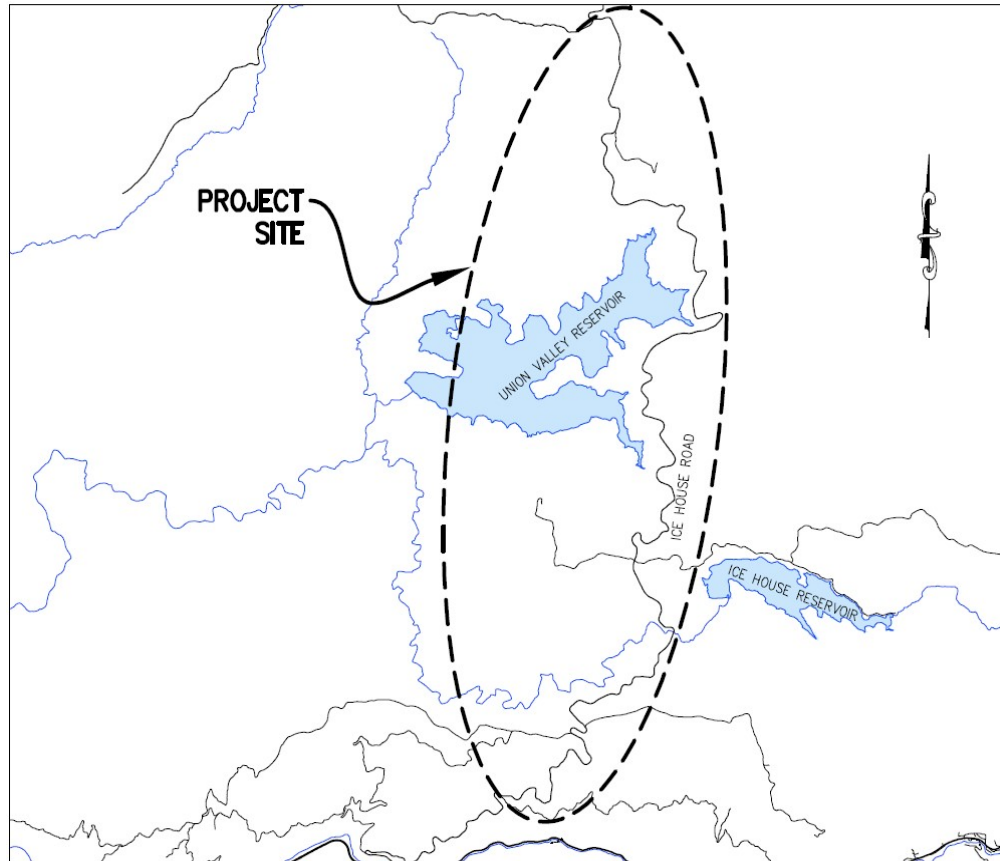 PROJECT
SITE
UNION VALLEY RESERVOIR
ICE HOUSE ROAD
ICE HOUSE RESERVOIR